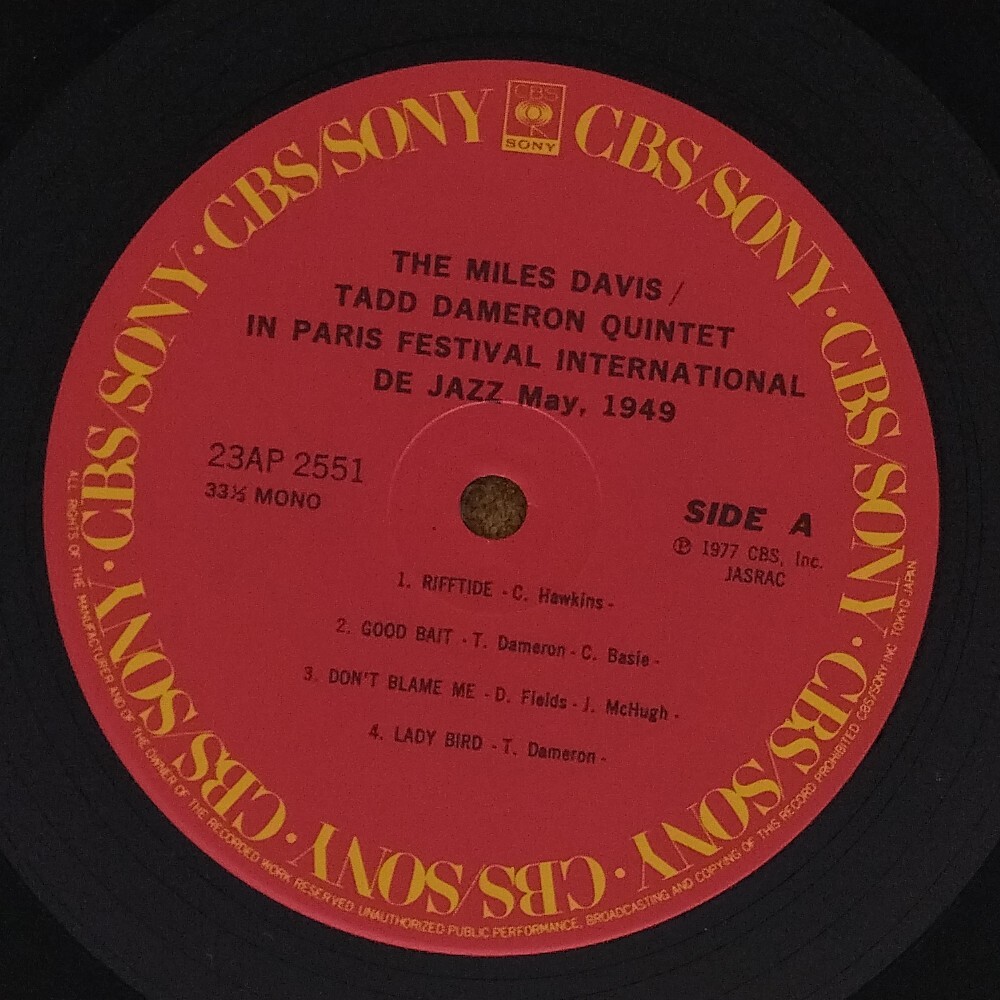 CBS/SONY · CBS/SONY · CBS/SONY · CBS/SONY · CBS/SONY · CBS/SONY · CBS/SONY · CBS/SONY
CBS
SONY
THE MILES DAVIS /
TADD DAMERON QUINTET
IN PARIS FESTIVAL INTERNATIONAL
DE JAZZ May, 1949
23AP 2551
33⅓ MONO
SIDE A
Ⓟ 1977 CBS, Inc.
JASRAC
1. RIFFTIDE - C. Hawkins -
2. GOOD BAIT - T. Dameron - C. Basie -
3. DON'T BLAME ME - D. Fields - J. McHugh -
4. LADY BIRD - T. Dameron -
ALL RIGHTS OF THE MANUFACTURER AND OF THE OWNER OF THE RECORDED WORK RESERVED UNAUTHORIZED PUBLIC PERFORMANCE, BROADCASTING AND COPYING OF THIS RECORD PROHIBITED CBS/SONY INC. TOKYO JAPAN